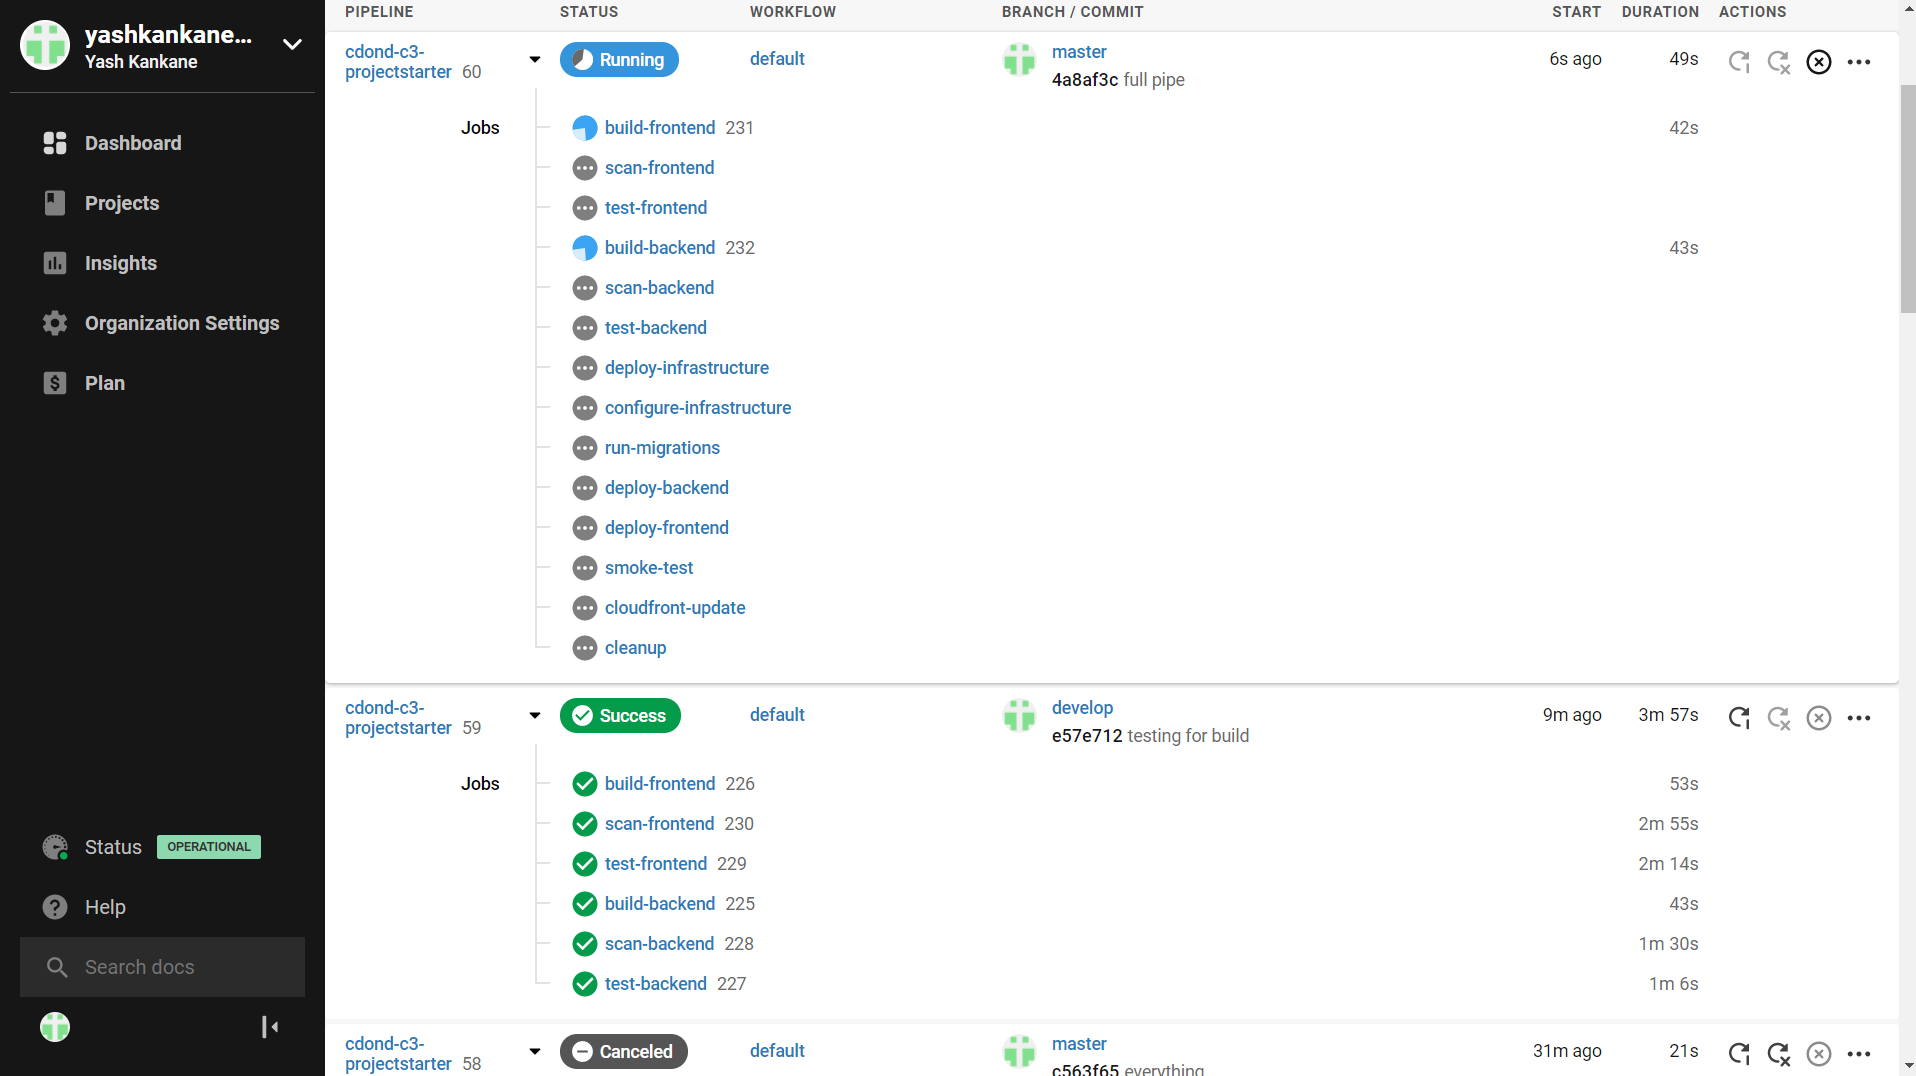 yashkankane...
Yash Kankane
Dashboard
Projects
Insights
Organization Settings
$ Plan
Status OPERATIONAL
? Help
Search docs
PIPELINE STATUS WORKFLOW BRANCH / COMMIT START DURATION ACTIONS
cdond-c3-
projectstarter 60
Running
default
master
4a8af3c full pipe
6s ago
49s
Jobs
build-frontend 231 42s
scan-frontend
test-frontend
build-backend 232 43s
scan-backend
test-backend
deploy-infrastructure
configure-infrastructure
run-migrations
deploy-backend
deploy-frontend
smoke-test
cloudfront-update
cleanup
cdond-c3-
projectstarter 59
Success
default
develop
e57e712 testing for build
9m ago
3m 57s
Jobs
build-frontend 226 53s
scan-frontend 230 2m 55s
test-frontend 229 2m 14s
build-backend 225 43s
scan-backend 228 1m 30s
test-backend 227 1m 6s
cdond-c3-
projectstarter 58
Canceled
default
master
c563f65 everything
31m ago
21s